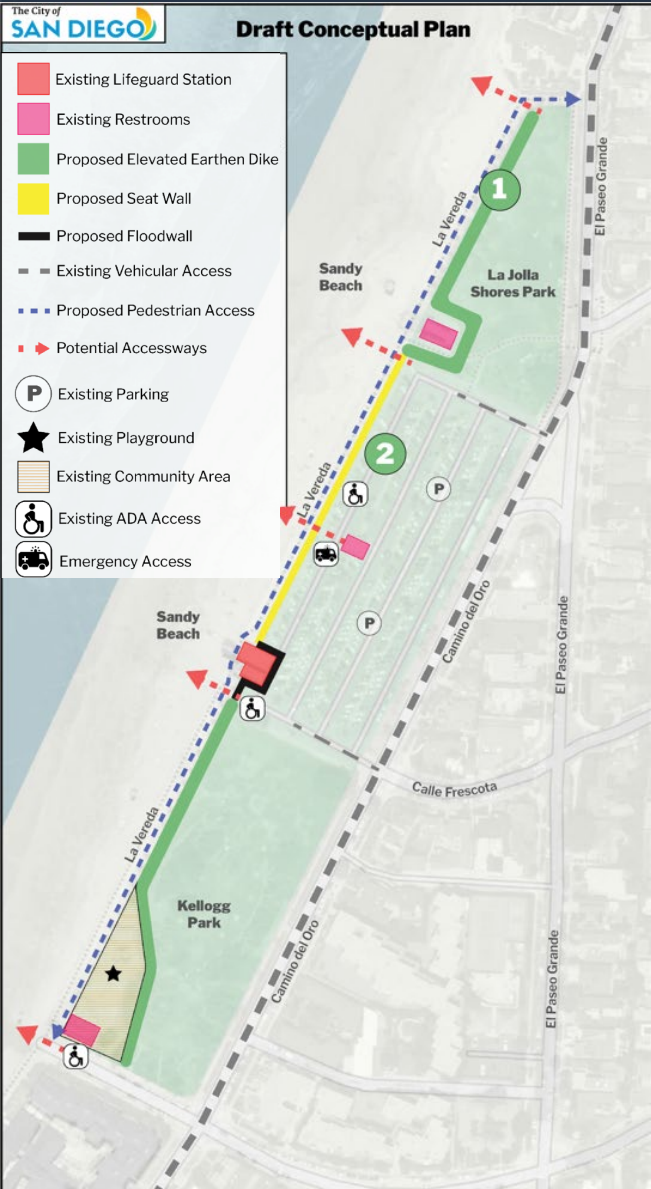 The City of
SAN DIEGO
Draft Conceptual Plan
Existing Lifeguard Station
Existing Restrooms
Proposed Elevated Earthen Dike
Proposed Seat Wall
Proposed Floodwall
Existing Vehicular Access
Proposed Pedestrian Access
Potential Accessways
P
Existing Parking
Existing Playground
Existing Community Area
Existing ADA Access
Emergency Access
El Paseo Grande
1
La Vereda
Sandy
Beach
La Jolla
Shores Park
2
La Vereda
P
P
Sandy
Beach
Camino del Oro
El Paseo Grande
Calle Frescota
La Vereda
Kellogg
Park
Camino del Oro
El Paseo Grande